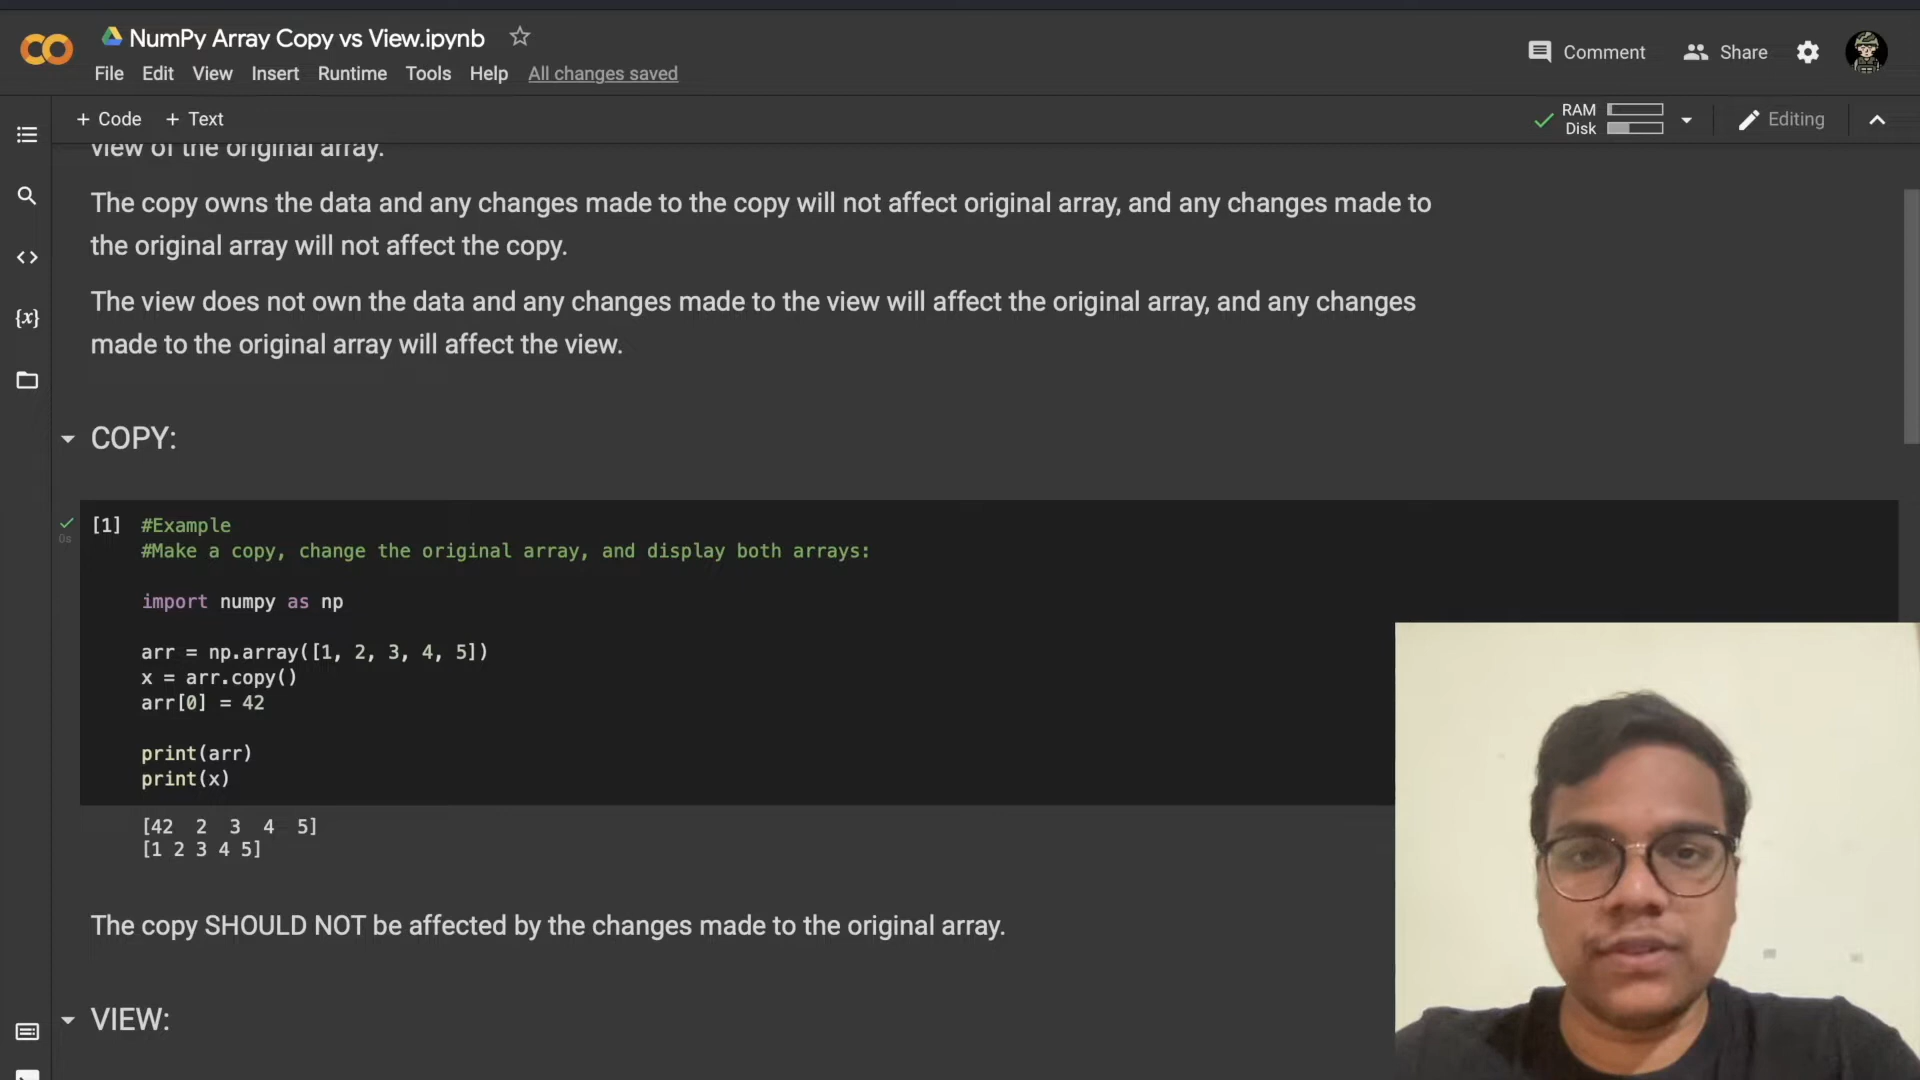 NumPy Array Copy vs View.ipynb
Comment
Share
File Edit View Insert Runtime Tools Help All changes saved
+ Code + Text
RAM
Disk
Editing
view of the original array.
The copy owns the data and any changes made to the copy will not affect original array, and any changes made to
the original array will not affect the copy.
The view does not own the data and any changes made to the view will affect the original array, and any changes
made to the original array will affect the view.
COPY:
[1] #Example
0s
#Make a copy, change the original array, and display both arrays:
import numpy as np
arr = np.array([1, 2, 3, 4, 5])
x = arr.copy()
arr[0] = 42
print(arr)
print(x)
[42 2 3 4 5]
[1 2 3 4 5]
The copy SHOULD NOT be affected by the changes made to the original array.
VIEW: